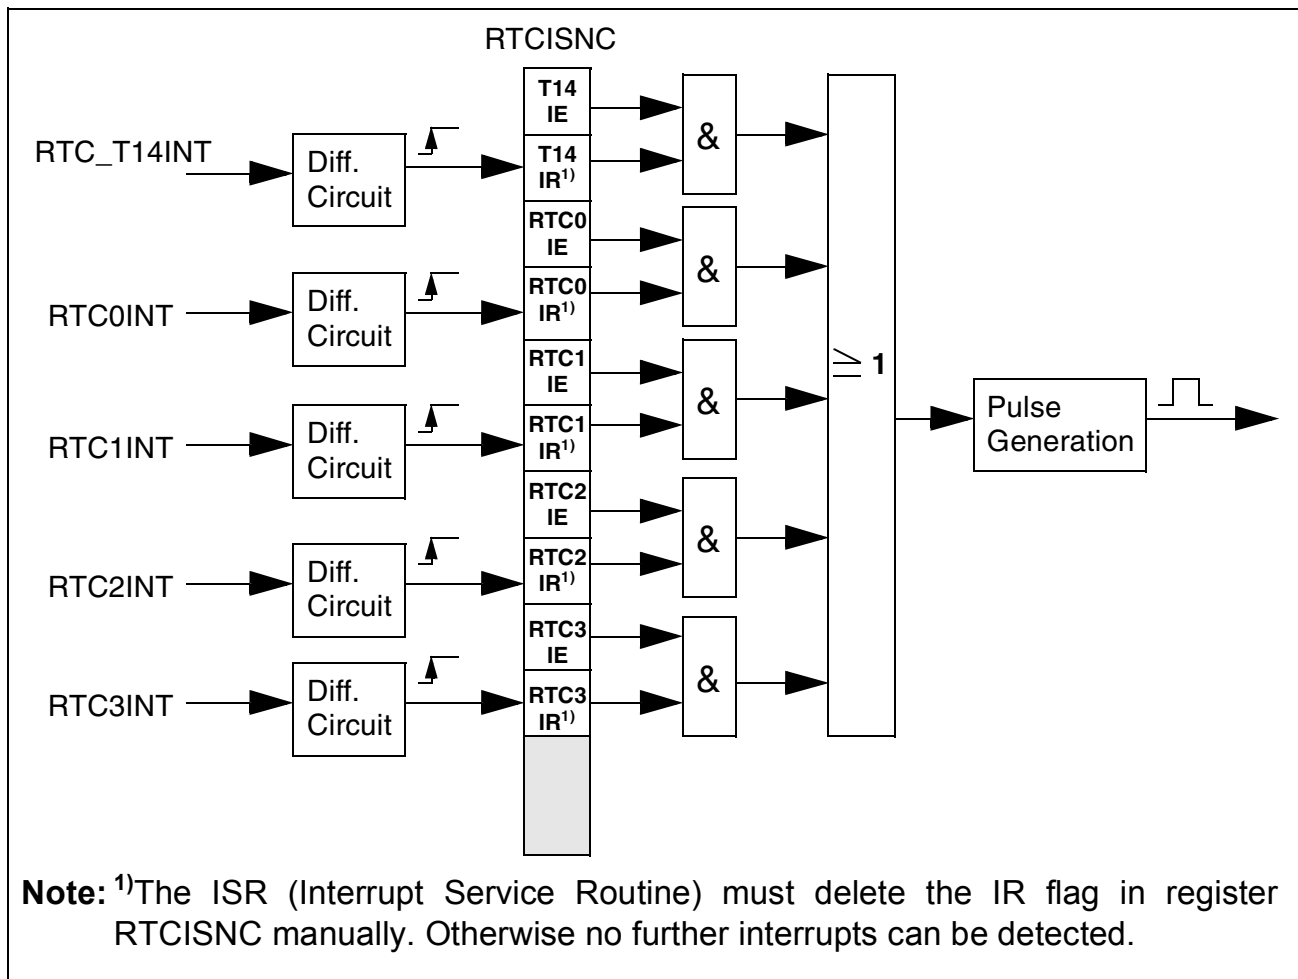 RTCISNC
T14
IE
RTC_T14INT
Diff.
Circuit
T14
IR1)
&
RTC0
IE
RTC0INT
Diff.
Circuit
RTC0
IR1)
&
RTC1
IE
≥ 1
RTC1INT
Diff.
Circuit
RTC1
IR1)
&
Pulse
Generation
RTC2
IE
RTC2INT
Diff.
Circuit
RTC2
IR1)
&
RTC3
IE
RTC3INT
Diff.
Circuit
RTC3
IR1)
&
Note: 1)The ISR (Interrupt Service Routine) must delete the IR flag in register
RTCISNC manually. Otherwise no further interrupts can be detected.